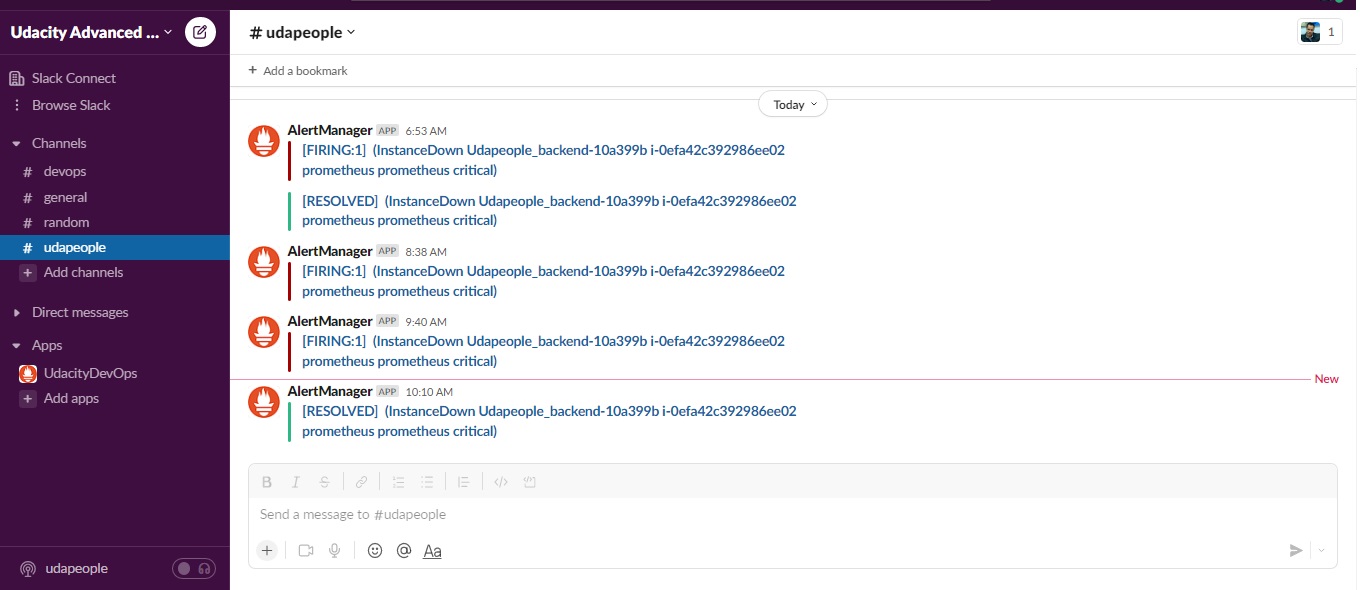 Udacity Advanced ...
# udapeople
1
Slack Connect
Browse Slack
Channels
# devops
# general
# random
# udapeople
+ Add channels
Direct messages
Apps
UdacityDevOps
+ Add apps
udapeople
+ Add a bookmark
Today
AlertManager APP 6:53 AM
[FIRING:1] (InstanceDown Udapeople_backend-10a399b i-0efa42c392986ee02
prometheus prometheus critical)
[RESOLVED] (InstanceDown Udapeople_backend-10a399b i-0efa42c392986ee02
prometheus prometheus critical)
AlertManager APP 8:38 AM
[FIRING:1] (InstanceDown Udapeople_backend-10a399b i-0efa42c392986ee02
prometheus prometheus critical)
AlertManager APP 9:40 AM
[FIRING:1] (InstanceDown Udapeople_backend-10a399b i-0efa42c392986ee02
prometheus prometheus critical)
New
AlertManager APP 10:10 AM
[RESOLVED] (InstanceDown Udapeople_backend-10a399b i-0efa42c392986ee02
prometheus prometheus critical)
B I S
Send a message to #udapeople
+ @ Aa